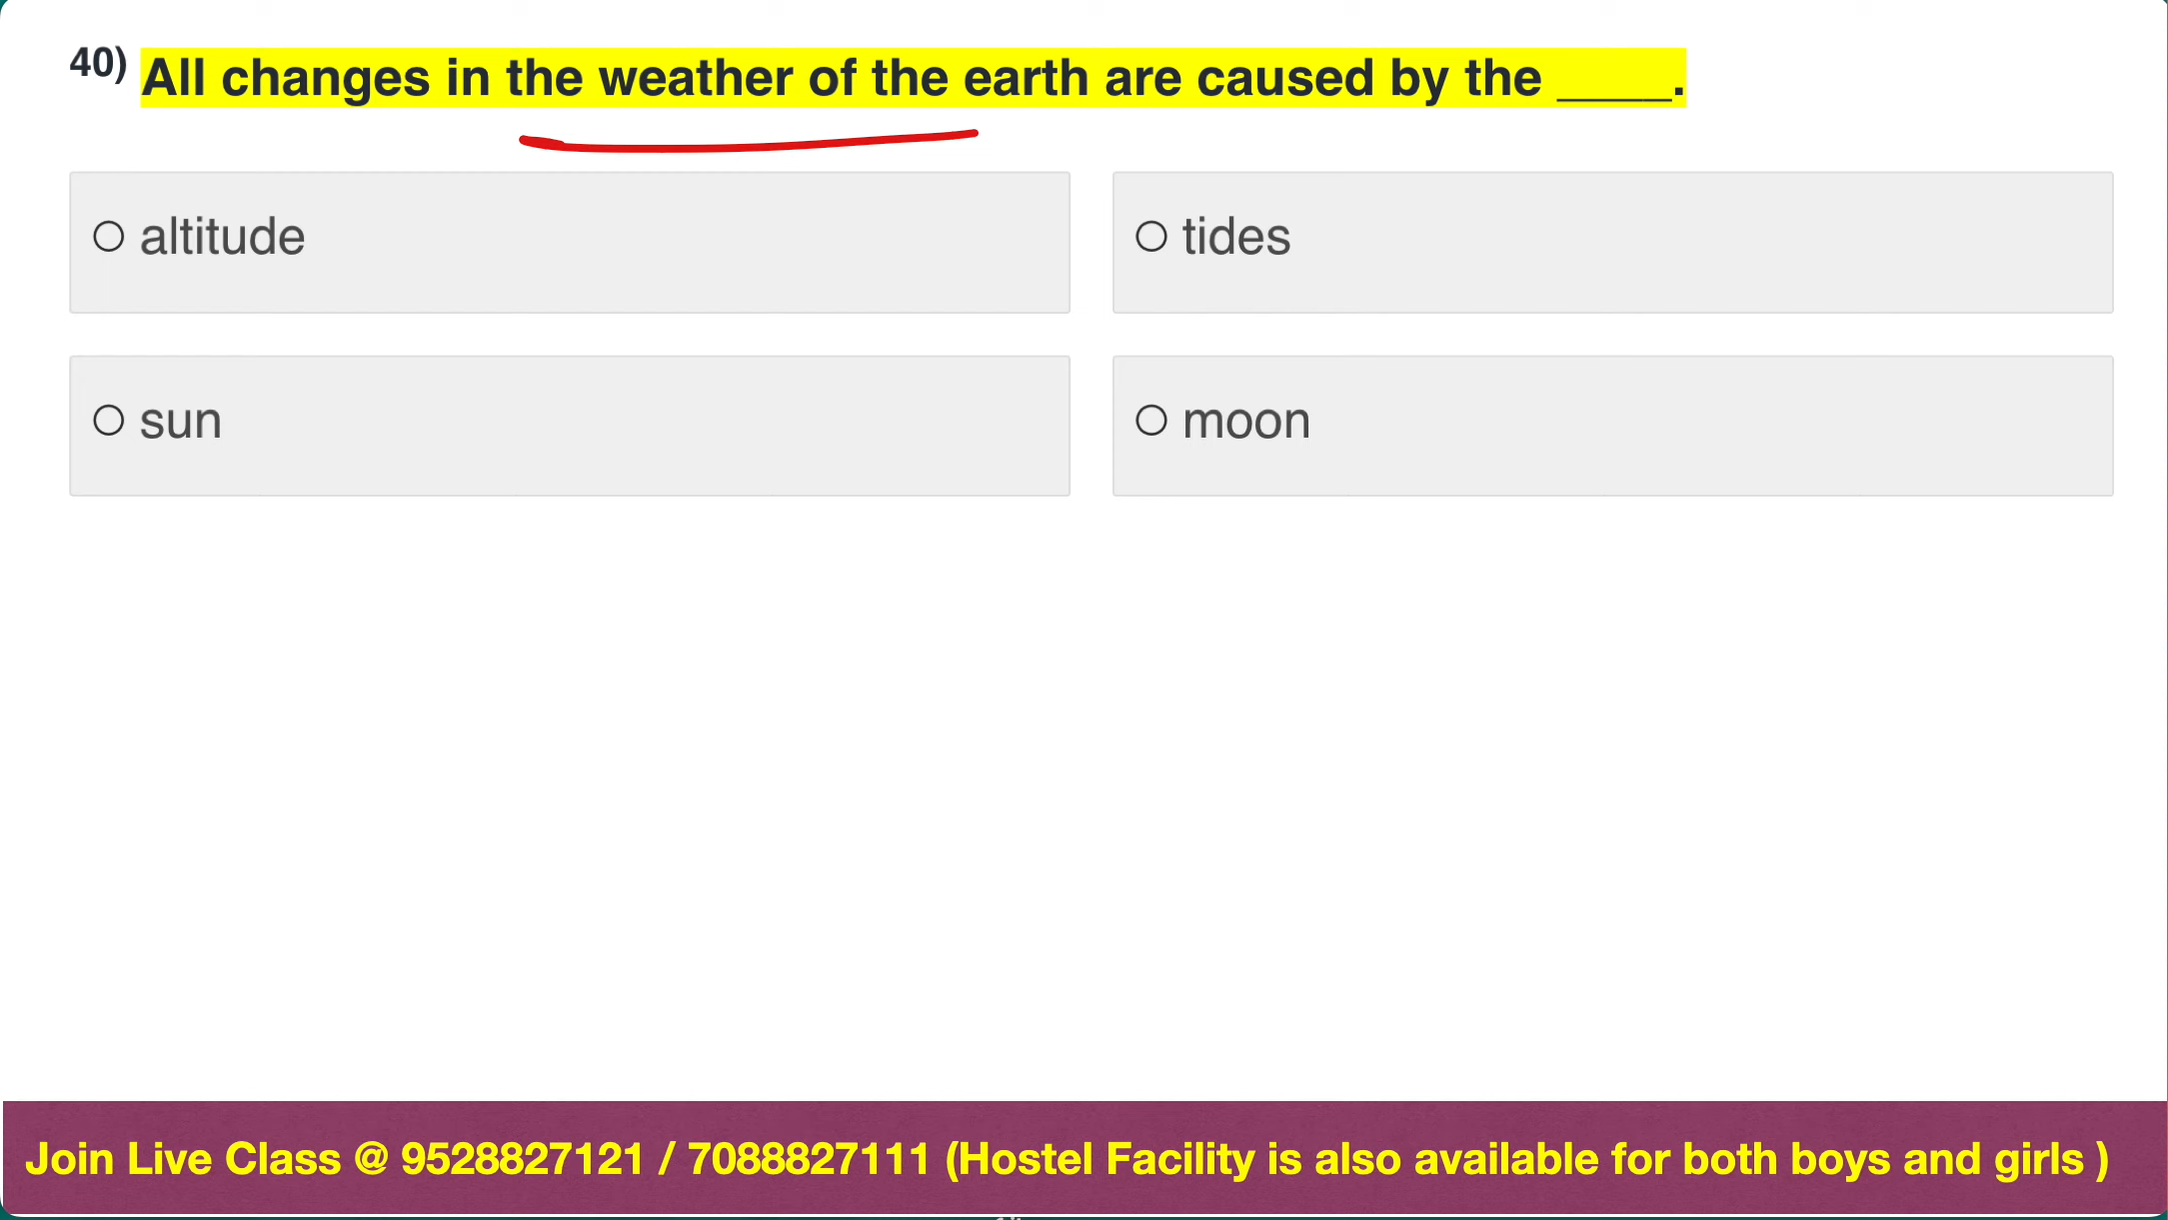 40) All changes in the weather of the earth are caused by the ____.
altitude
tides
sun
moon
Join Live Class @ 9528827121 / 7088827111 (Hostel Facility is also available for both boys and girls )